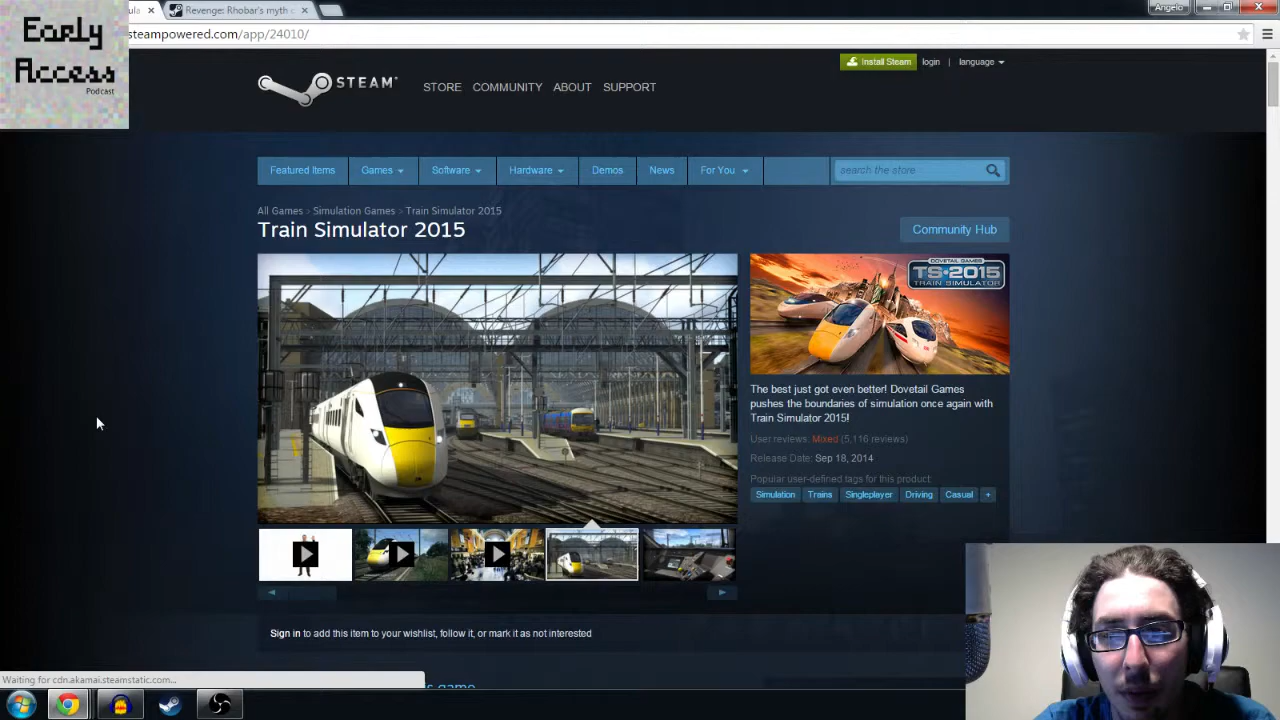 Early
Access
Podcast
Revenge: Rhobar's myth c
Angelo
steampowered.com/app/24010/
Install Steam login | language
STEAM STORE COMMUNITY ABOUT SUPPORT
Featured Items Games Software Hardware Demos News For You search the store
All Games > Simulation Games > Train Simulator 2015
Train Simulator 2015
Community Hub
DOVETAIL GAMES
TS2015
TRAIN SIMULATOR
The best just got even better! Dovetail Games
pushes the boundaries of simulation once again with
Train Simulator 2015!
User reviews: Mixed (5,116 reviews)
Release Date: Sep 18, 2014
Popular user-defined tags for this product:
Simulation Trains Singleplayer Driving Casual +
Sign in to add this item to your wishlist, follow it, or mark it as not interested
Waiting for cdn.akamai.steamstatic.com...
game